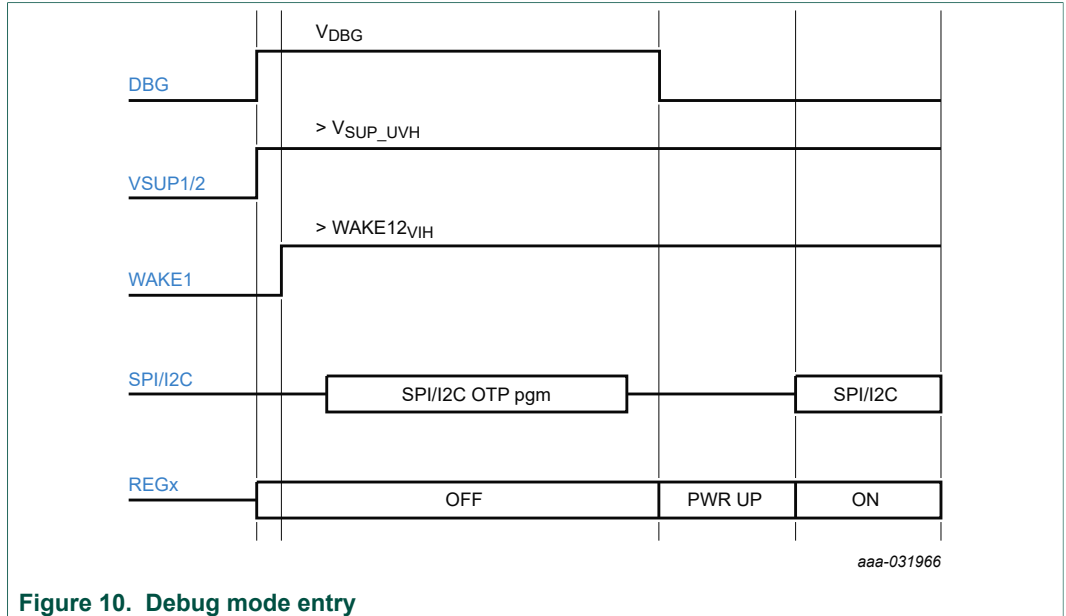 VDBG
DBG
> VSUP_UVH
VSUP1/2
> WAKE12VIH
WAKE1
SPI/I2C
SPI/I2C OTP pgm
SPI/I2C
REGx
OFF
PWR UP
ON
aaa-031966
Figure 10. Debug mode entry